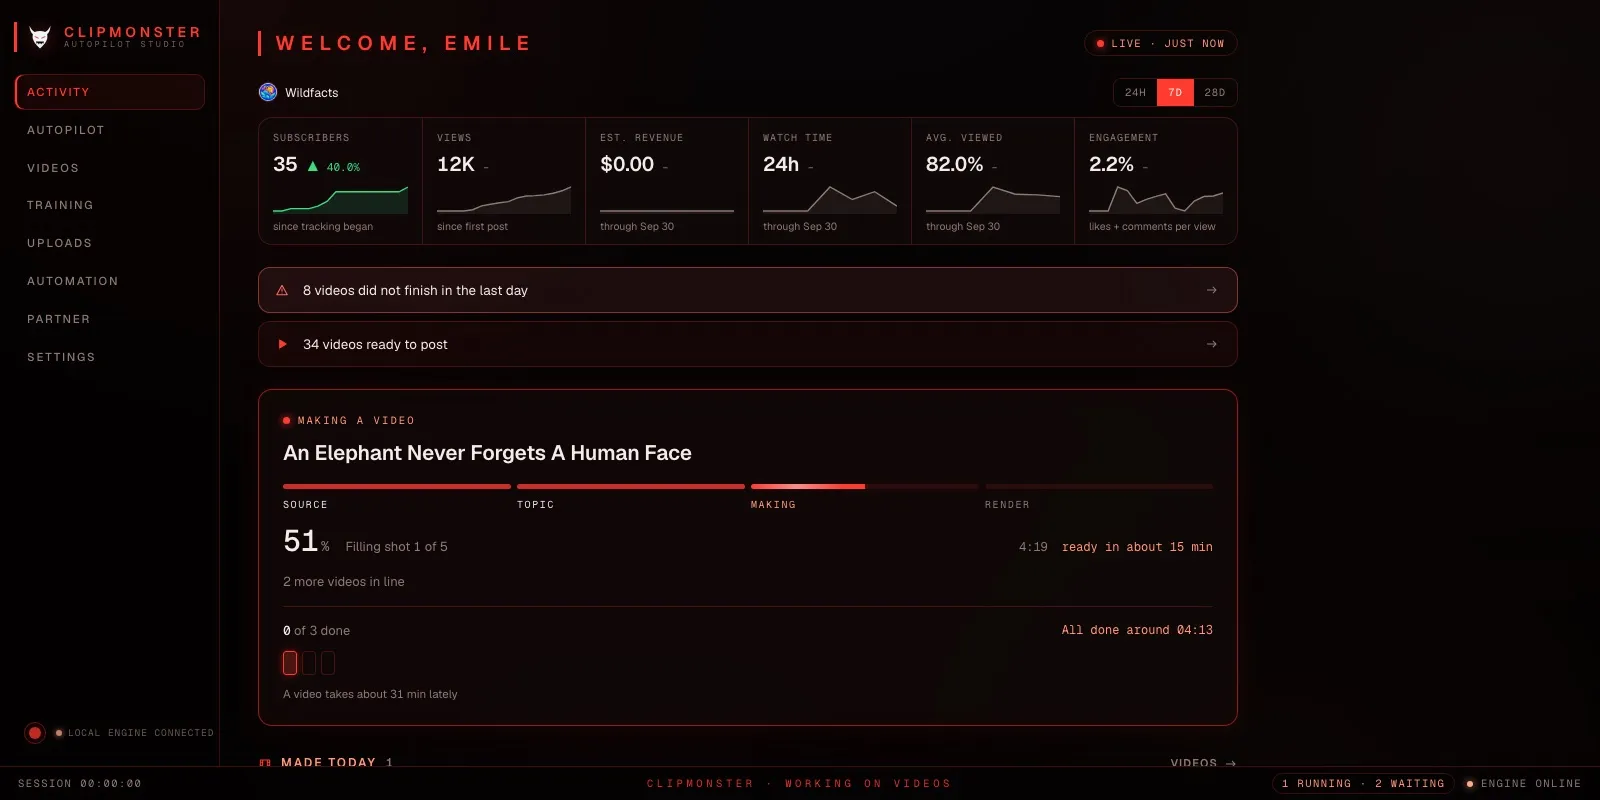 CLIPMONSTER
AUTOPILOT STUDIO
ACTIVITY
AUTOPILOT
VIDEOS
TRAINING
UPLOADS
AUTOMATION
PARTNER
SETTINGS
LOCAL ENGINE CONNECTED
WELCOME, EMILE
LIVE · JUST NOW
Wildfacts
24H 7D 28D
SUBSCRIBERS
35 ▲ 40.0%
since tracking began
VIEWS
12K –
since first post
EST. REVENUE
$0.00 –
through Sep 30
WATCH TIME
24h –
through Sep 30
AVG. VIEWED
82.0% –
through Sep 30
ENGAGEMENT
2.2% –
likes + comments per view
8 videos did not finish in the last day →
34 videos ready to post →
MAKING A VIDEO
An Elephant Never Forgets A Human Face
SOURCE TOPIC MAKING RENDER
51% Filling shot 1 of 5 4:19 ready in about 15 min
2 more videos in line
0 of 3 done All done around 04:13
A video takes about 31 min lately
MADE TODAY 1 VIDEOS →
SESSION 00:00:00 CLIPMONSTER · WORKING ON VIDEOS 1 RUNNING · 2 WAITING ENGINE ONLINE